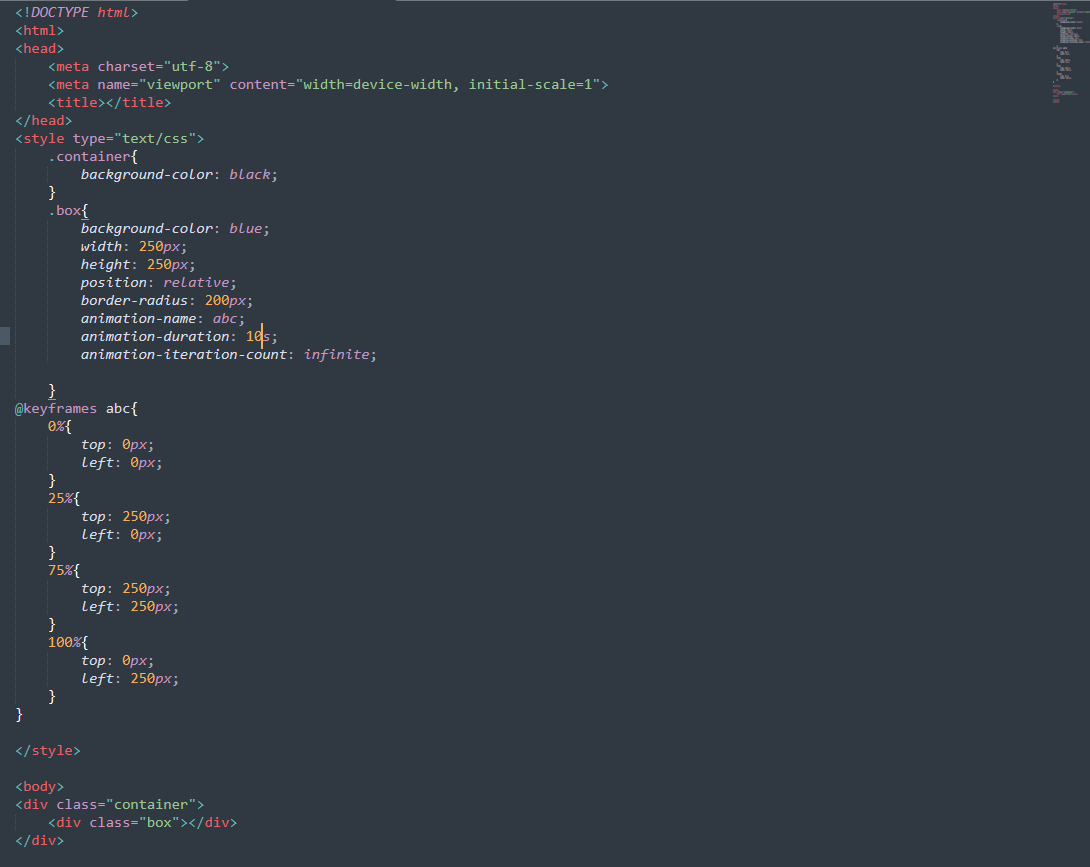 <!DOCTYPE html>
<html>
<head>
    <meta charset="utf-8">
    <meta name="viewport" content="width=device-width, initial-scale=1">
    <title></title>
</head>
<style type="text/css">
    .container{
        background-color: black;
    }
    .box{
        background-color: blue;
        width: 250px;
        height: 250px;
        position: relative;
        border-radius: 200px;
        animation-name: abc;
        animation-duration: 10s;
        animation-iteration-count: infinite;

    }
@keyframes abc{
    0%{
        top: 0px;
        left: 0px;
    }
    25%{
        top: 250px;
        left: 0px;
    }
    75%{
        top: 250px;
        left: 250px;
    }
    100%{
        top: 0px;
        left: 250px;
    }
}

</style>

<body>
<div class="container">
    <div class="box"></div>
</div>